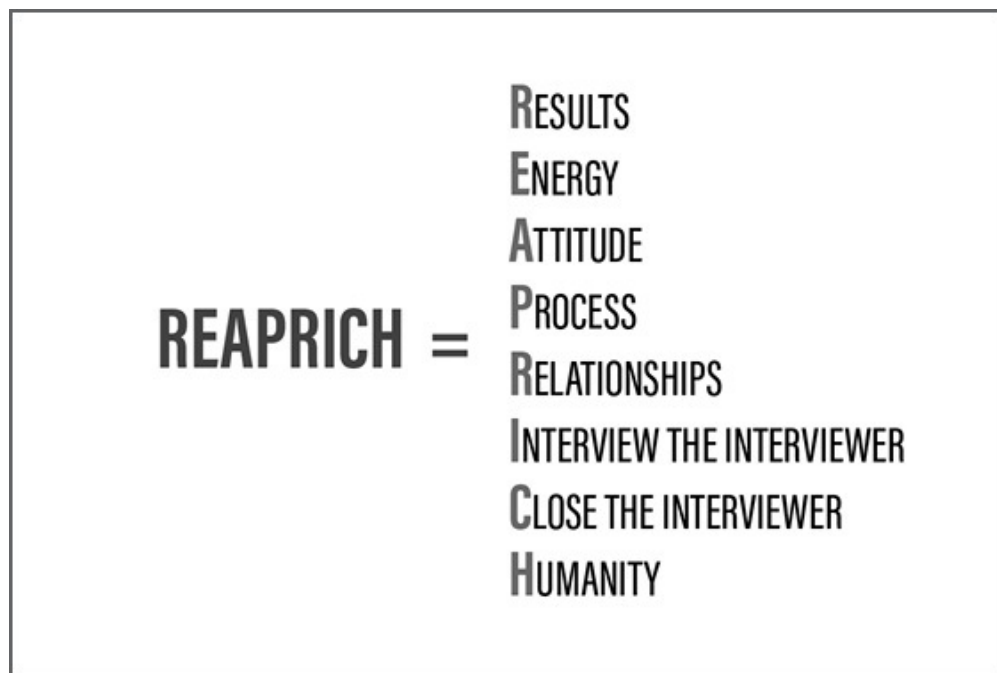 REAPRICH =
RESULTS
ENERGY
ATTITUDE
PROCESS
RELATIONSHIPS
INTERVIEW THE INTERVIEWER
CLOSE THE INTERVIEWER
HUMANITY